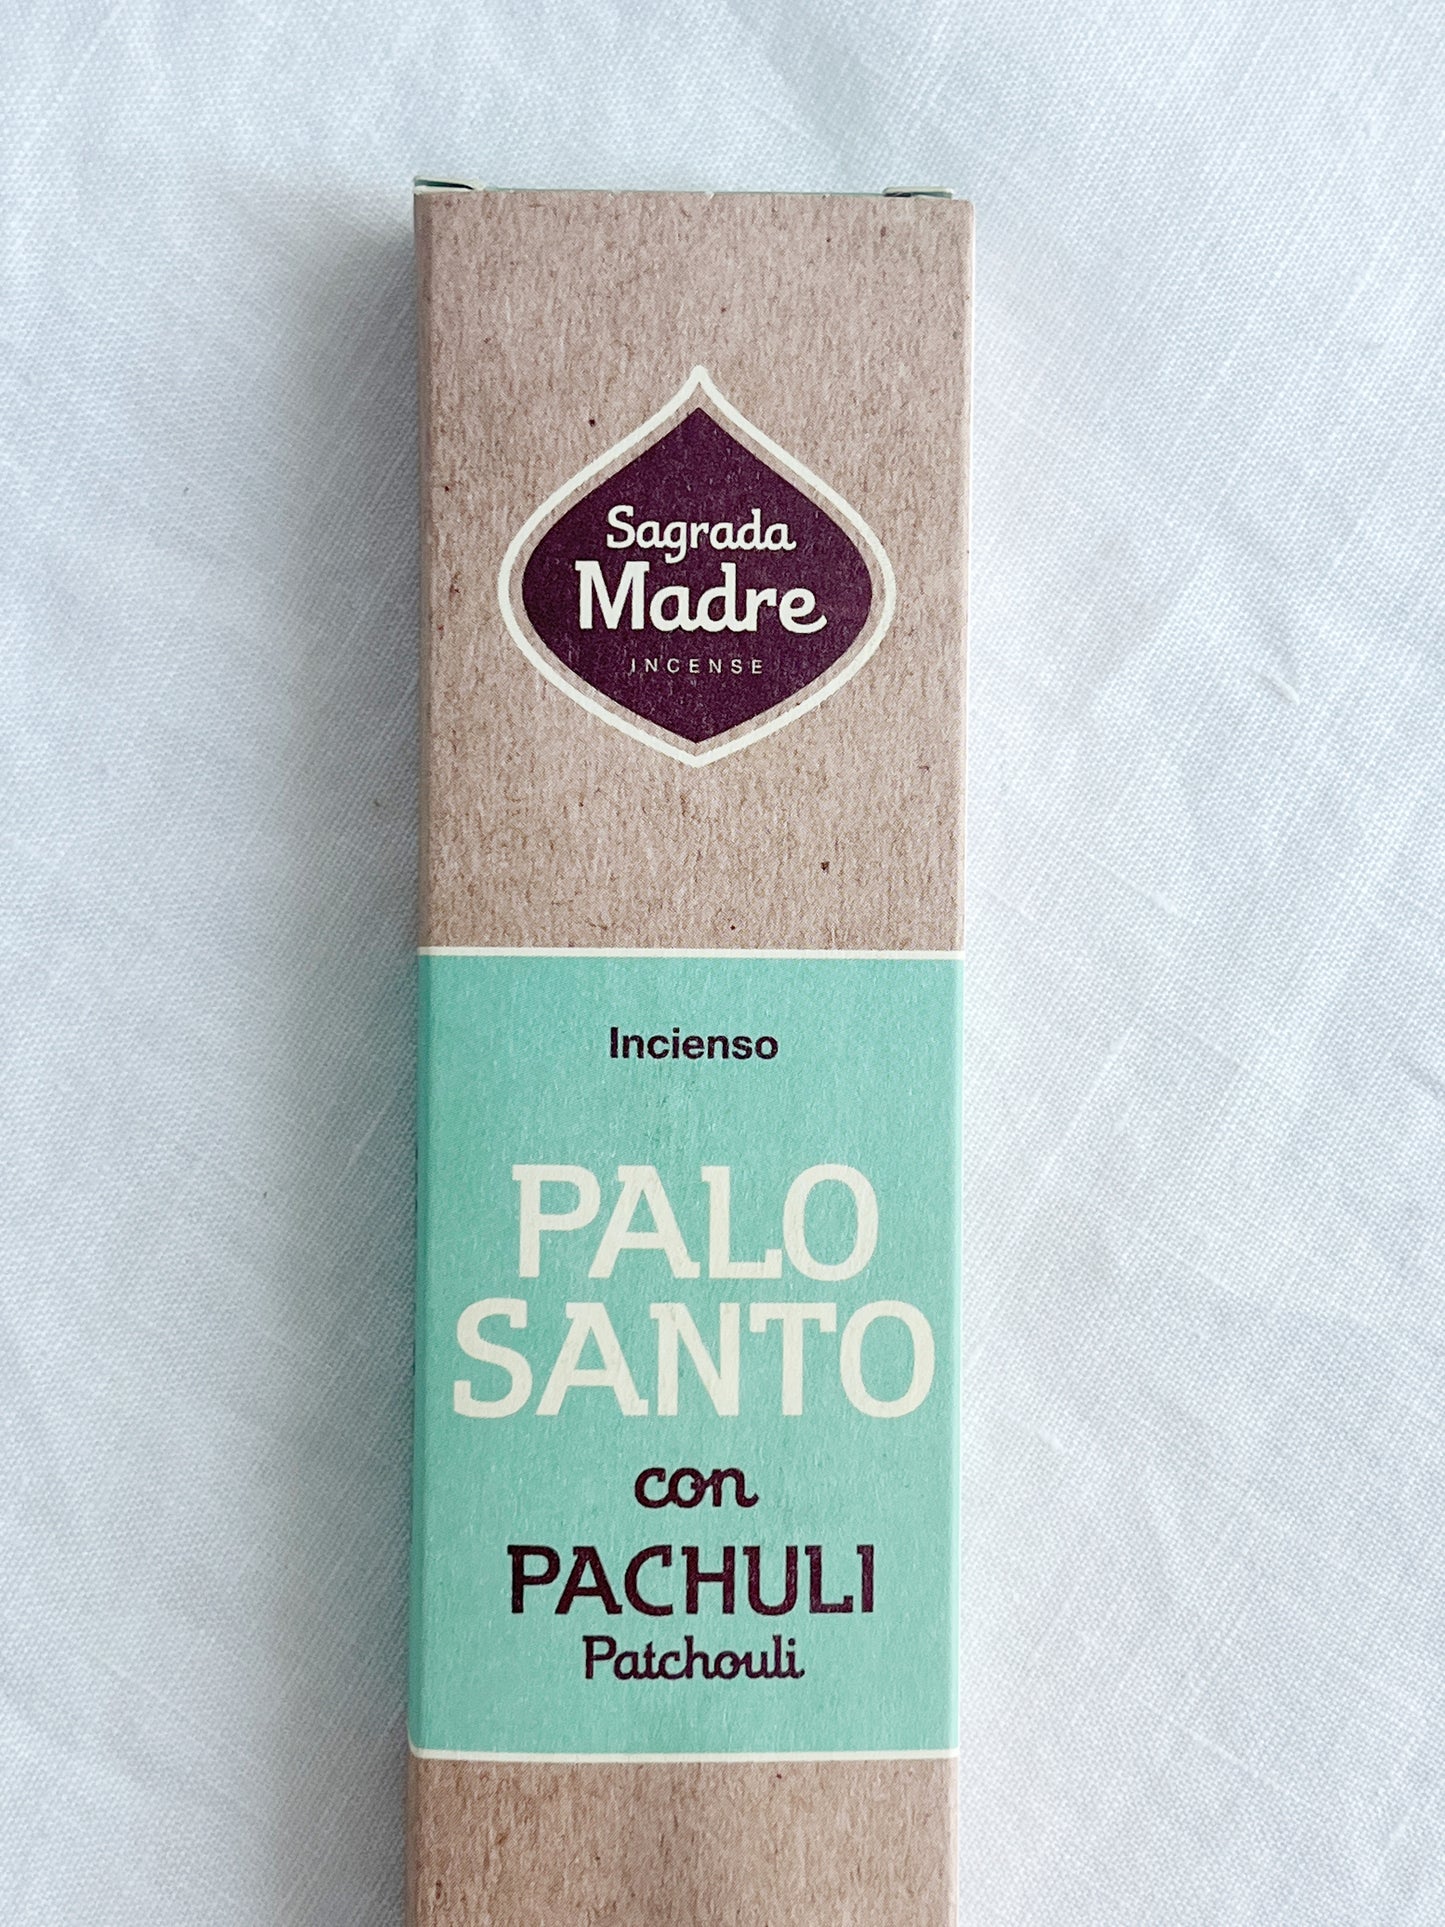 Sagrada
Madre
INCENSE
Incienso
PALO
SANTO
con
PACHULI
Patchouli